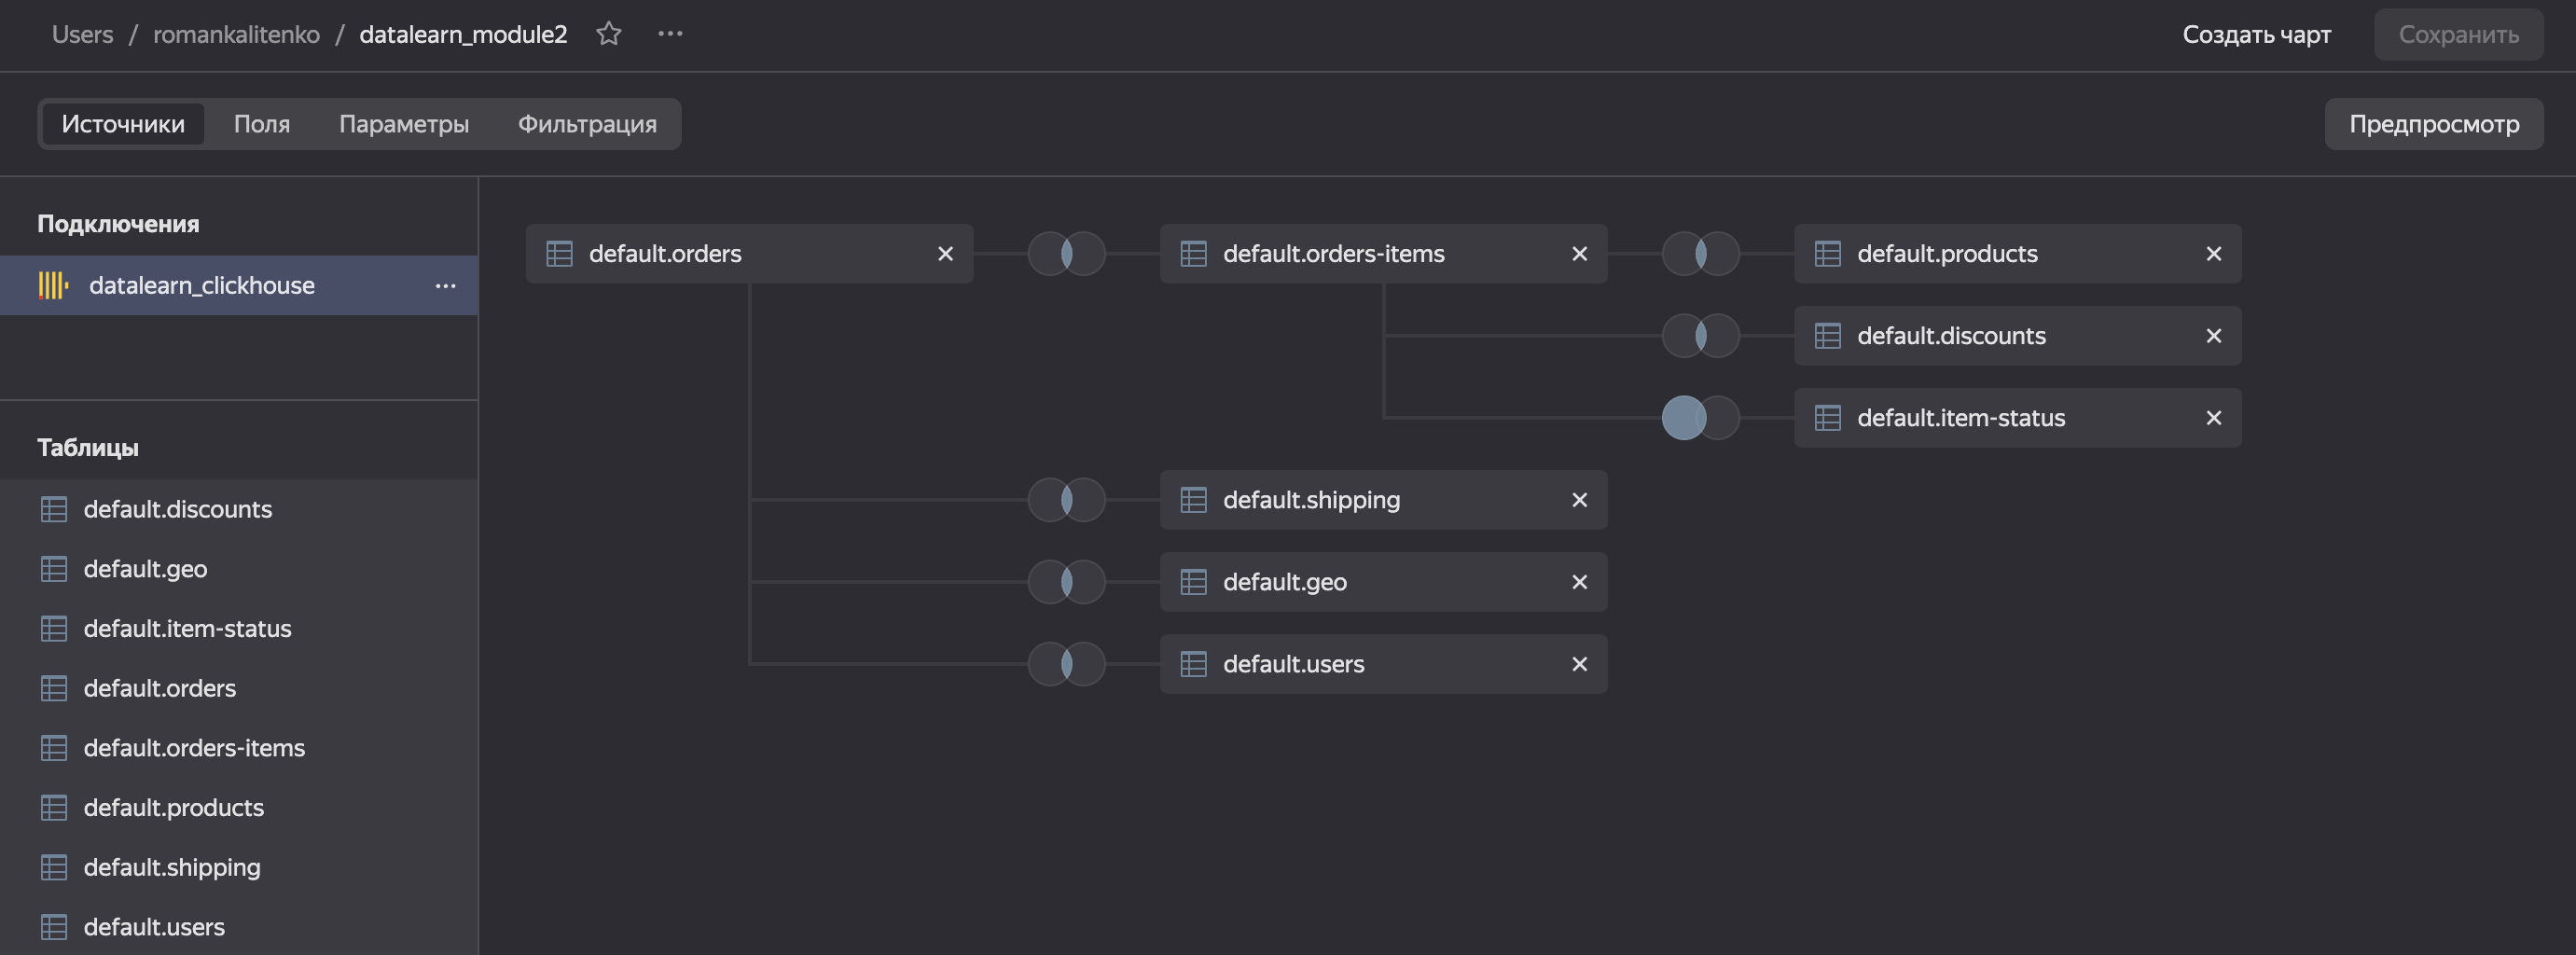 Users / romankalitenko / datalearn_module2
Создать чарт
Сохранить
Источники Поля Параметры Фильтрация
Предпросмотр
Подключения
datalearn_clickhouse
Таблицы
default.discounts
default.geo
default.item-status
default.orders
default.orders-items
default.products
default.shipping
default.users
default.orders
default.orders-items
default.products
default.discounts
default.item-status
default.shipping
default.geo
default.users